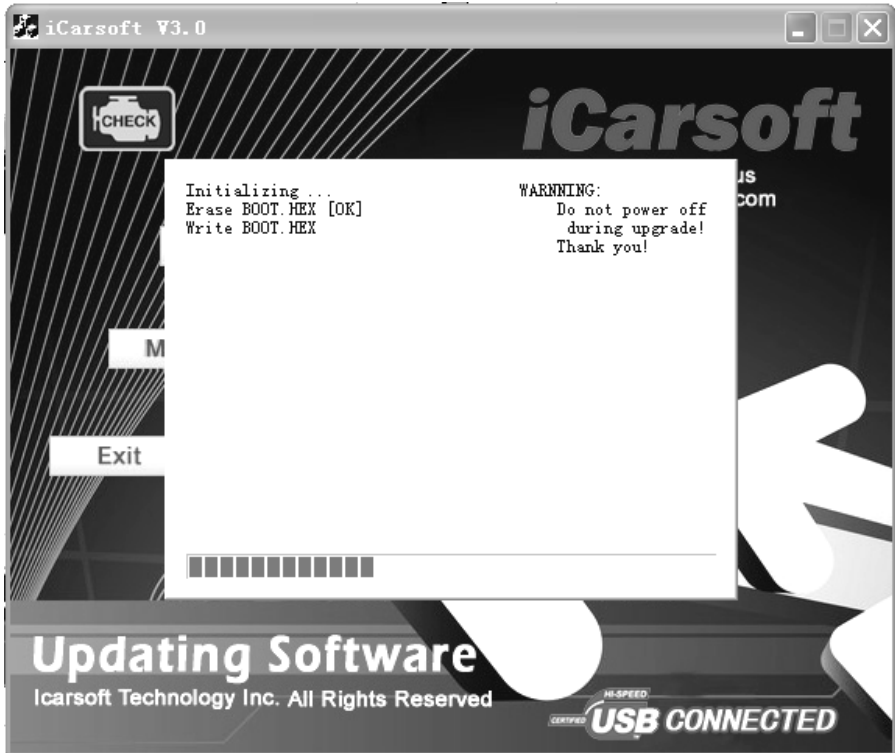 iCarsoft V3.0
CHECK
iCarsoft
us
com
Initializing ...
Erase BOOT.HEX [OK]
Write BOOT.HEX
WARNNING:
Do not power off
during upgrade!
Thank you!
M
Exit
Updating Software
Icarsoft Technology Inc. All Rights Reserved
HI-SPEED
CERTIFIED USB CONNECTED